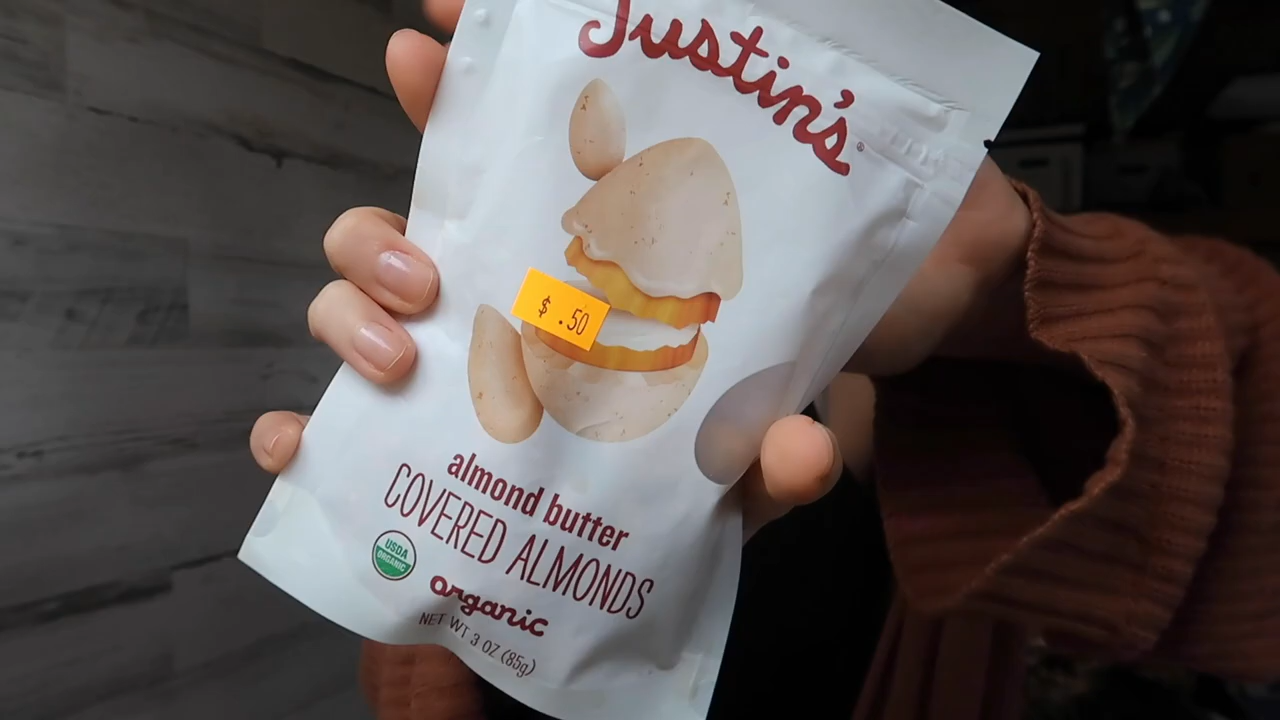 Justin's®
$ .50
almond butter
COVERED ALMONDS
USDA
ORGANIC
organic
NET WT 3 OZ (85g)